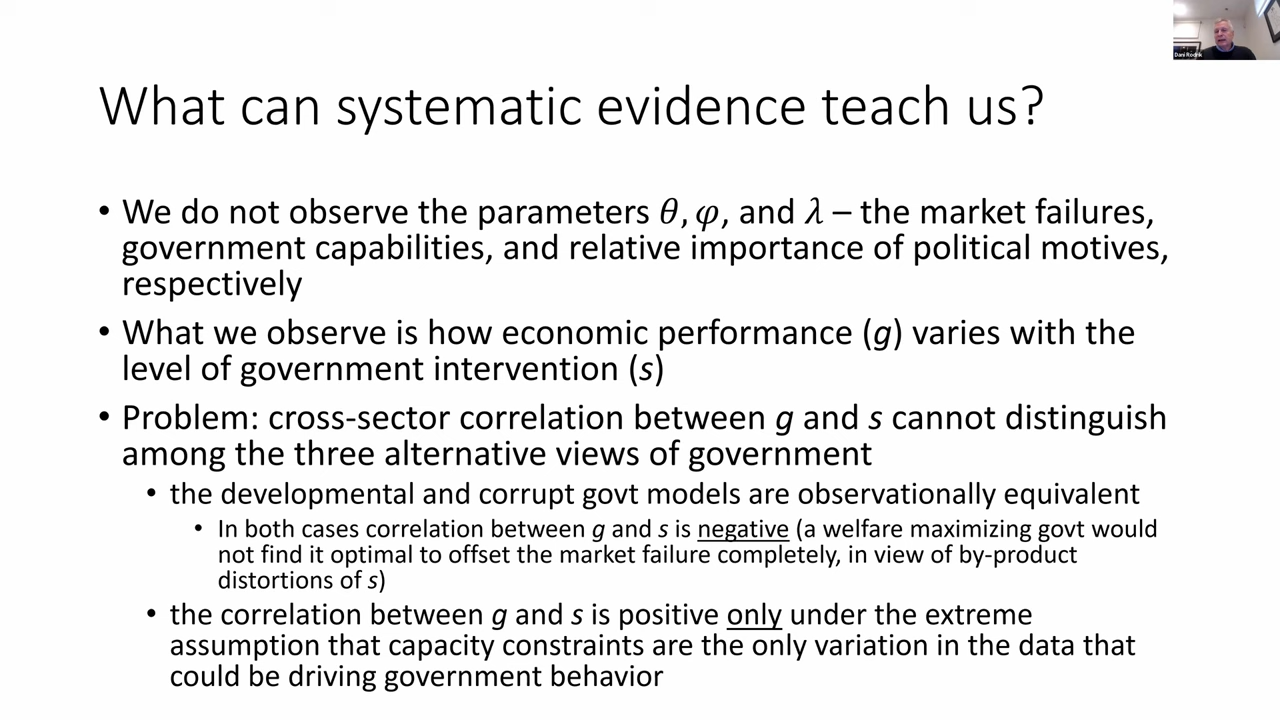 Dani Rodrik
What can systematic evidence teach us?
• We do not observe the parameters 𝜃, 𝜑, and 𝜆 – the market failures,
government capabilities, and relative importance of political motives,
respectively
• What we observe is how economic performance (g) varies with the
level of government intervention (s)
• Problem: cross-sector correlation between g and s cannot distinguish
among the three alternative views of government
• the developmental and corrupt govt models are observationally equivalent
• In both cases correlation between g and s is negative (a welfare maximizing govt would
not find it optimal to offset the market failure completely, in view of by-product
distortions of s)
• the correlation between g and s is positive only under the extreme
assumption that capacity constraints are the only variation in the data that
could be driving government behavior